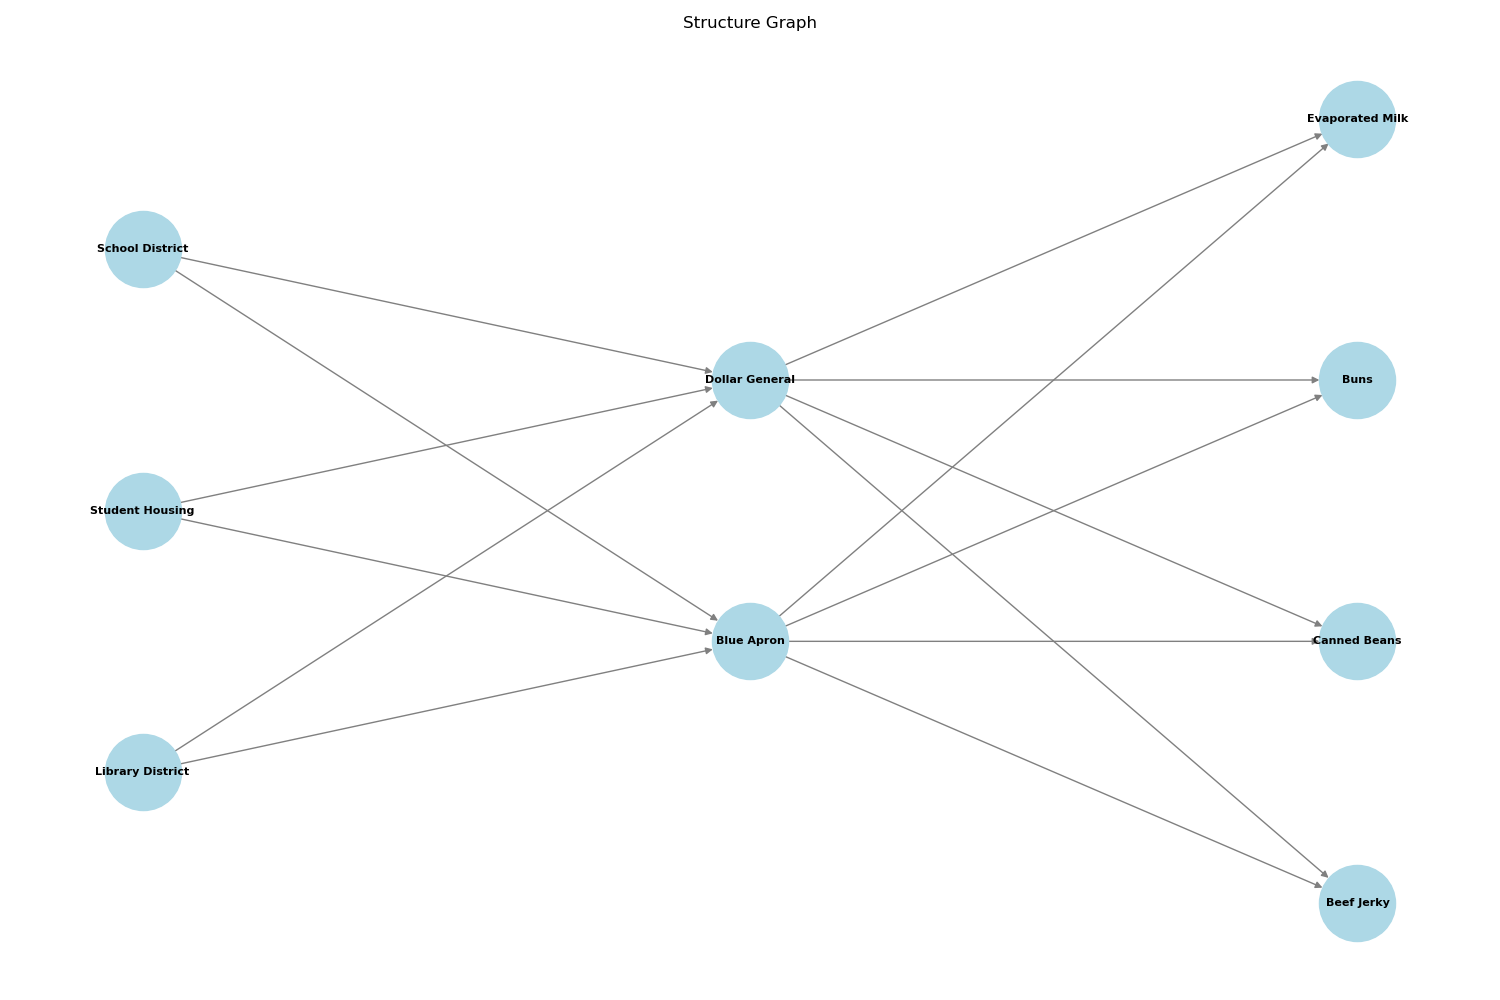 Structure Graph
Evaporated Milk
School District
Dollar General
Buns
Student Housing
Blue Apron
Canned Beans
Library District
Beef Jerky